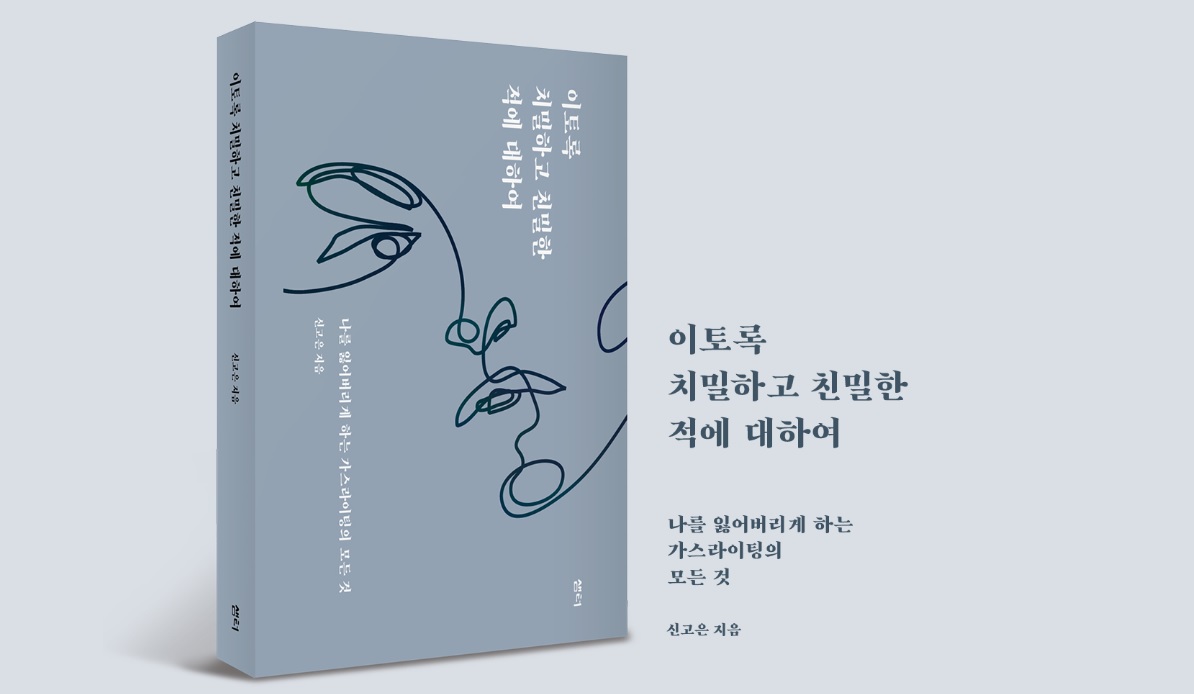 이토록 치밀하고 친밀한 적에 대하여
신고은 지음
샘터
이토록
치밀하고 친밀한
적에 대하여
나를 잃어버리게 하는 가스라이팅의 모든 것
신고은 지음
샘터
이토록
치밀하고 친밀한
적에 대하여
나를 잃어버리게 하는
가스라이팅의
모든 것
신고은 지음